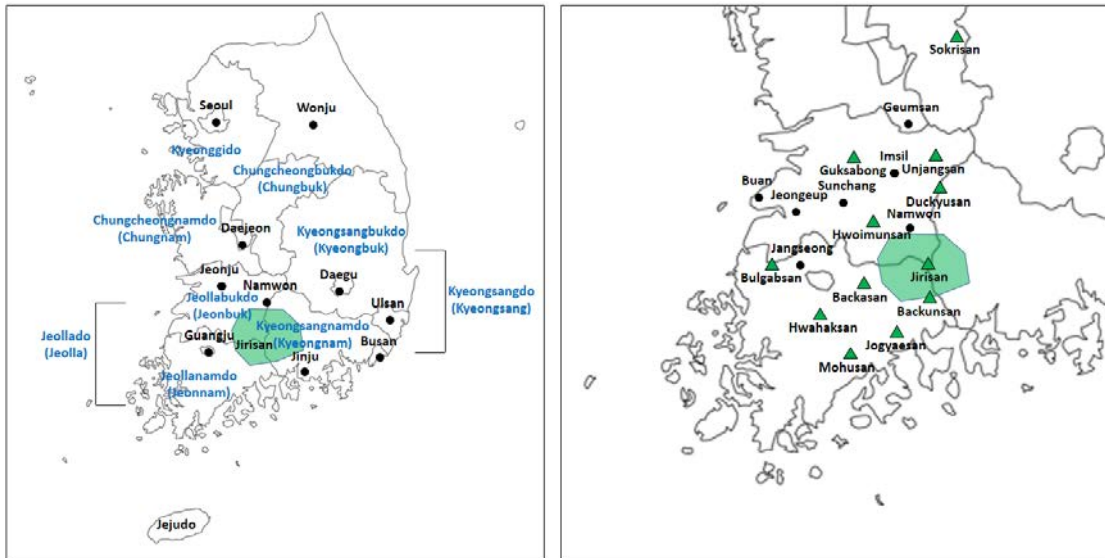 Seoul
Wonju
Kyeonggido
Chungcheongbukdo
(Chungbuk)
Chungcheongnamdo
(Chungnam)
Daejeon
Kyeongsangbukdo
(Kyeongbuk)
Jeonju
Namwon
Daegu
Jeollabukdo
(Jeonbuk)
Ulsan
Kyeongsangdo
(Kyeongsang)
Jeollado
(Jeolla)
Guangju
Jirisan
Kyeongsangnamdo
(Kyeongnam)
Busan
Jinju
Jeollanamdo
(Jeonnam)
Jejudo
Sokrisan
Geumsan
Guksabong
Imsil
Unjangsan
Buan
Jeongeup
Sunchang
Duckyusan
Namwon
Hwoimunsan
Jangseong
Bulgabsan
Jirisan
Backasan
Backunsan
Hwahaksan
Jogyaesan
Mohusan